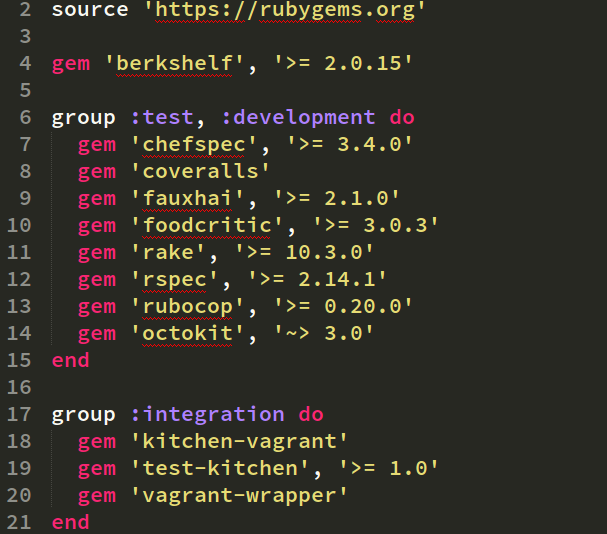 2 source 'https://rubygems.org'
3
4 gem 'berkshelf', '>= 2.0.15'
5
6 group :test, :development do
7   gem 'chefspec', '>= 3.4.0'
8   gem 'coveralls'
9   gem 'fauxhai', '>= 2.1.0'
10   gem 'foodcritic', '>= 3.0.3'
11   gem 'rake', '>= 10.3.0'
12   gem 'rspec', '>= 2.14.1'
13   gem 'rubocop', '>= 0.20.0'
14   gem 'octokit', '~> 3.0'
15 end
16
17 group :integration do
18   gem 'kitchen-vagrant'
19   gem 'test-kitchen', '>= 1.0'
20   gem 'vagrant-wrapper'
21 end